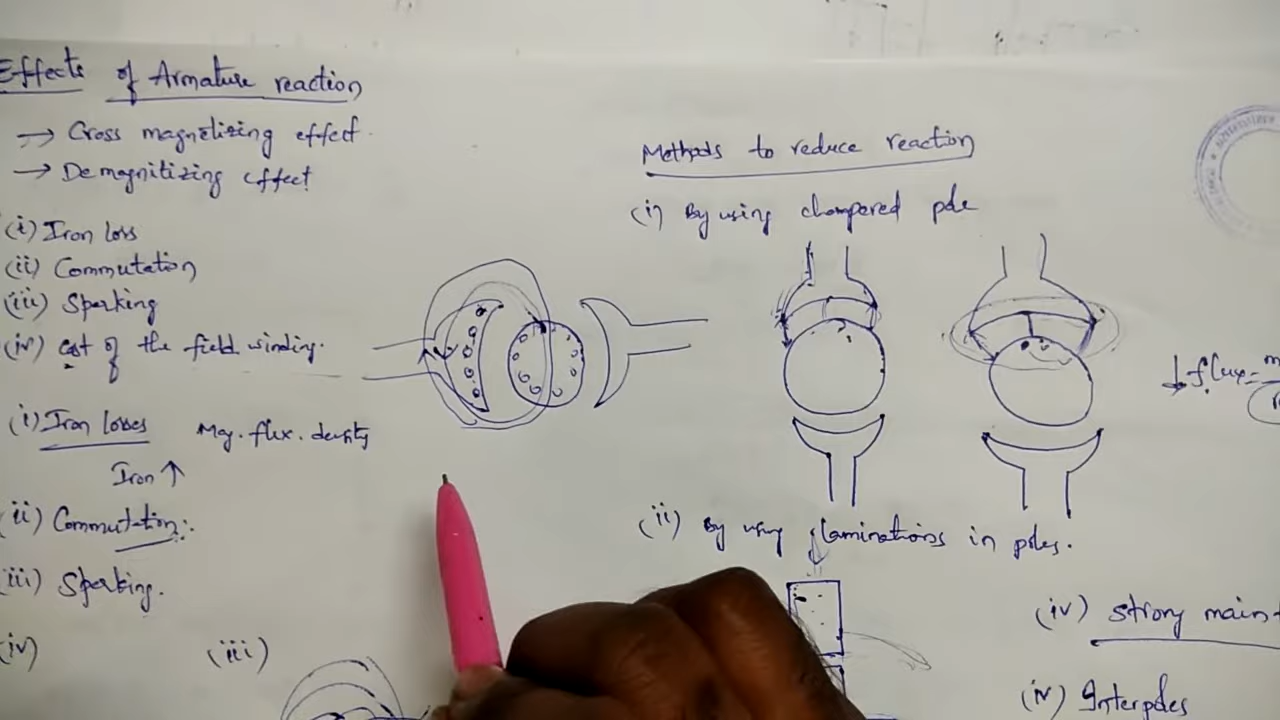 Effects of Armature reaction
→ Cross magnetizing effect
→ Demagnitizing effect
(i) Iron loss
(ii) Commutation
(iii) Sparking
(iv) Cost of the field winding.
(i) Iron losses Mag. flux. density
Iron ↑
(ii) Commutation:.
(iii) Sparking.
(iv) (iii)
Methods to reduce reaction
(i) By using champered pole
↓ flux = m
(ii) By using laminations in poles.
(iv) Strong main
(iv) Interpoles